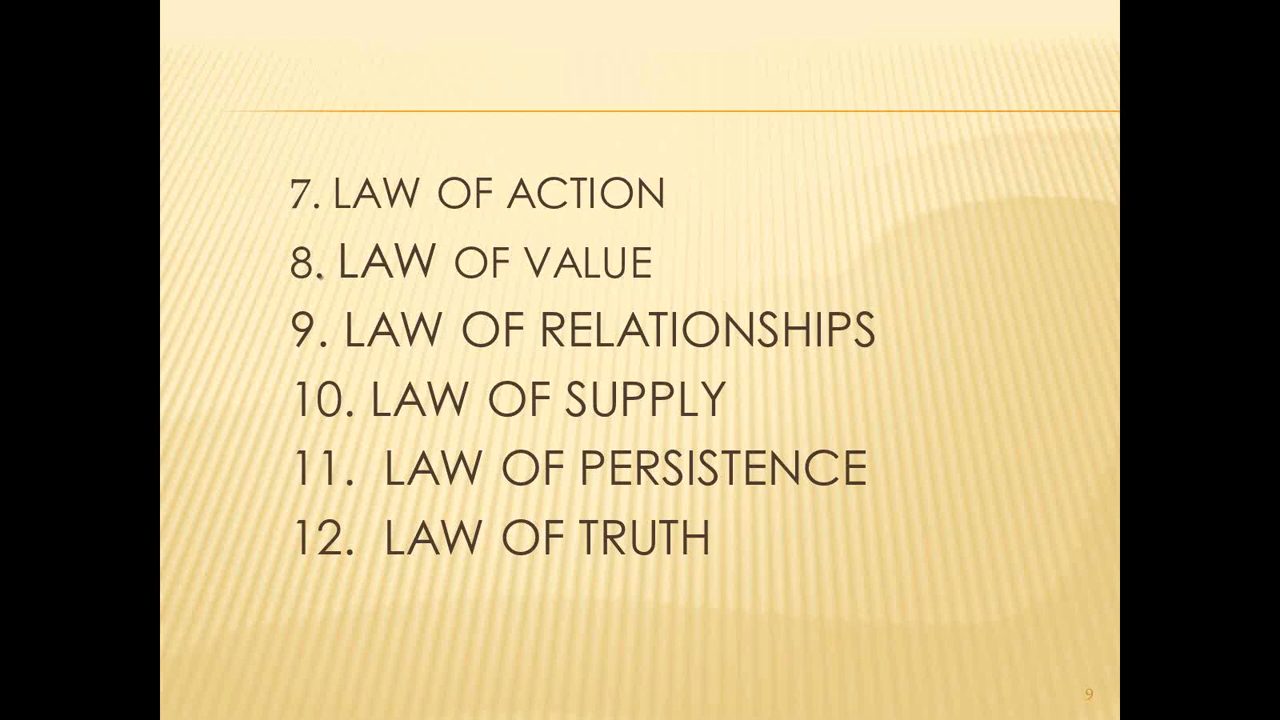 7. LAW OF ACTION
8. LAW OF VALUE
9. LAW OF RELATIONSHIPS
10. LAW OF SUPPLY
11. LAW OF PERSISTENCE
12. LAW OF TRUTH
9